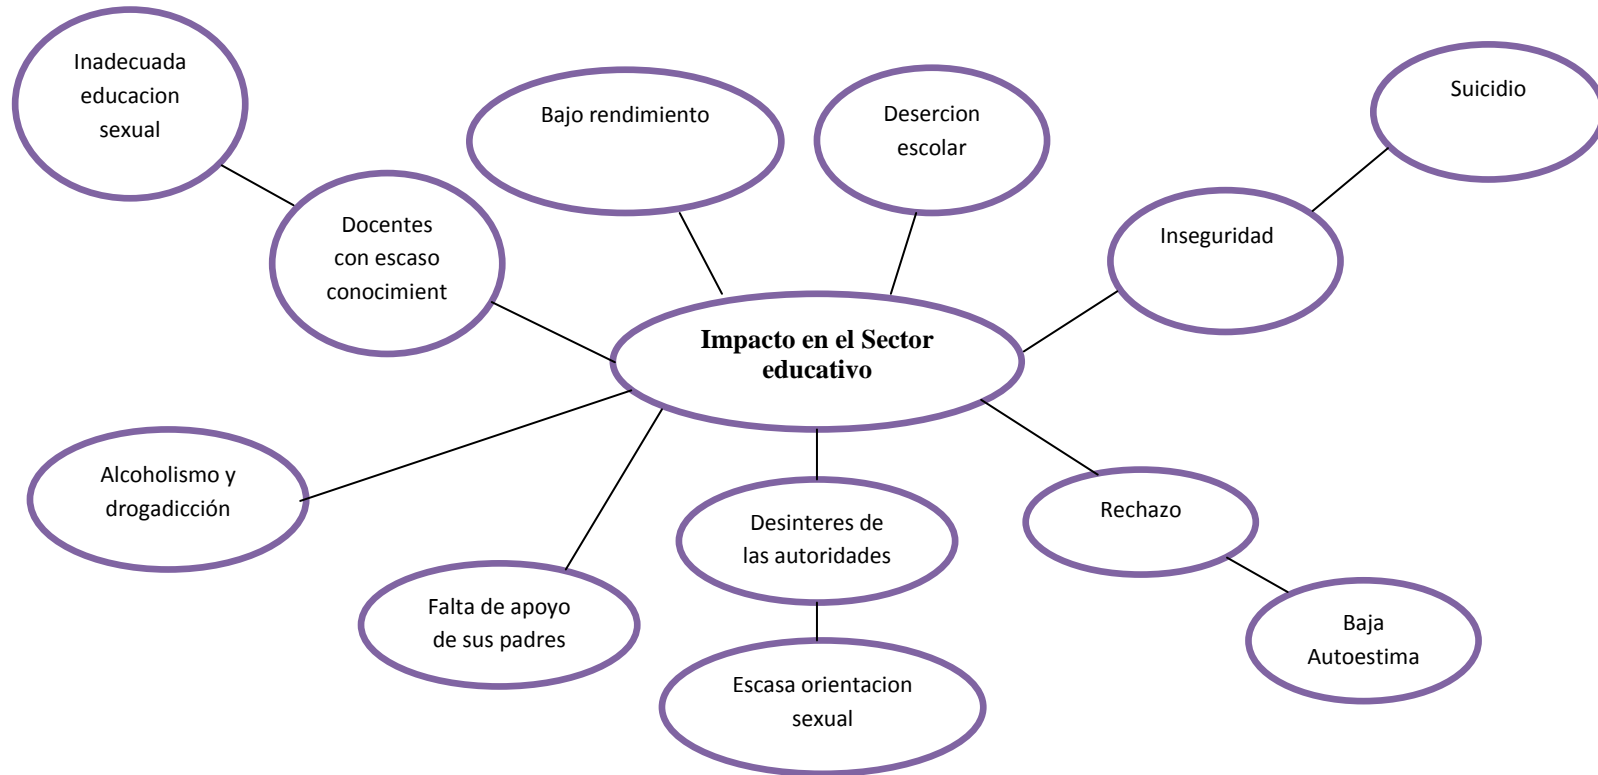 Inadecuada
educacion
sexual
Bajo rendimiento
Desercion
escolar
Suicidio
Docentes
con escaso
conocimient
Inseguridad
Impacto en el Sector
educativo
Alcoholismo y
drogadicción
Desinteres de
las autoridades
Rechazo
Falta de apoyo
de sus padres
Baja
Autoestima
Escasa orientacion
sexual